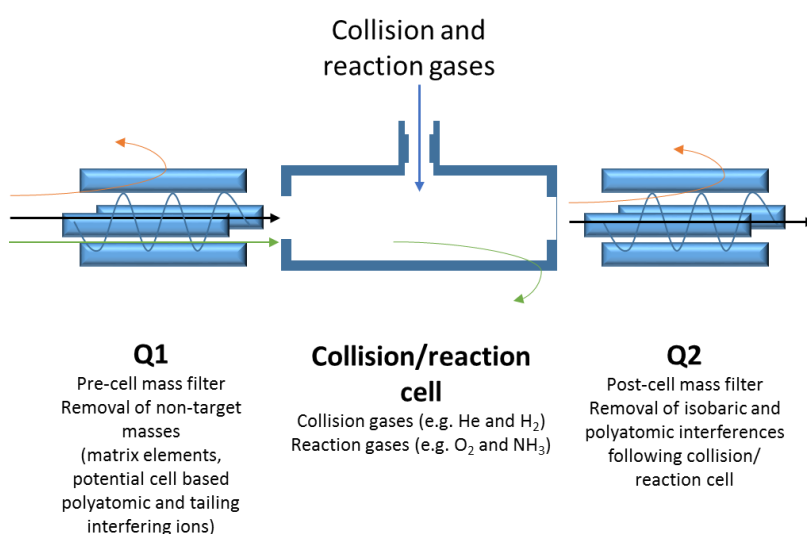 Collision and
reaction gases
Q1
Pre-cell mass filter
Removal of non-target
masses
(matrix elements,
potential cell based
polyatomic and tailing
interfering ions)
Collision/reaction
cell
Collision gases (e.g. He and H₂)
Reaction gases (e.g. O₂ and NH₃)
Q2
Post-cell mass filter
Removal of isobaric and
polyatomic interferences
following collision/
reaction cell